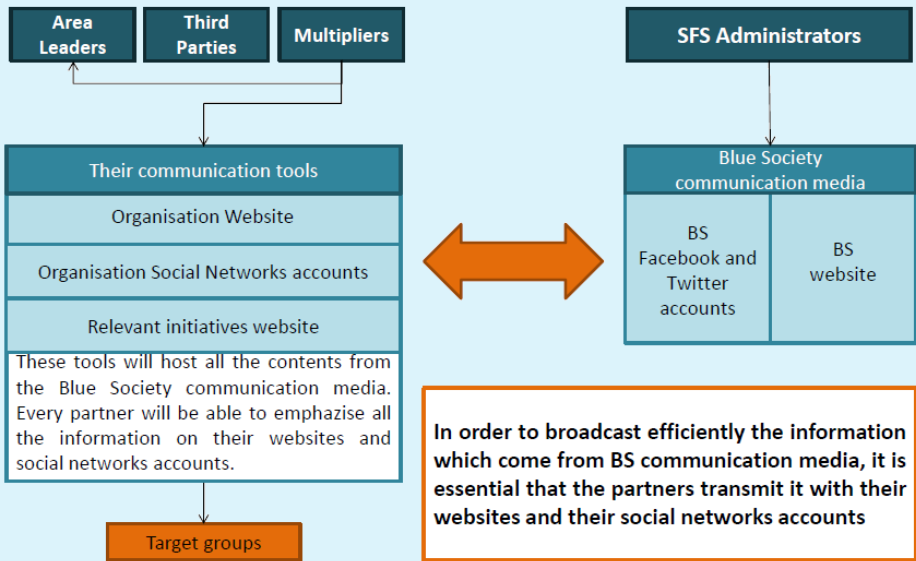 Area
Leaders
Third
Parties
Multipliers
SFS Administrators
Their communication tools
Organisation Website
Organisation Social Networks accounts
Relevant initiatives website
These tools will host all the contents from
the Blue Society communication media.
Every partner will be able to emphazise all
the information on their websites and
social networks accounts.
Target groups
Blue Society
communication media
BS
Facebook and
Twitter
accounts
BS
website
In order to broadcast efficiently the information
which come from BS communication media, it is
essential that the partners transmit it with their
websites and their social networks accounts